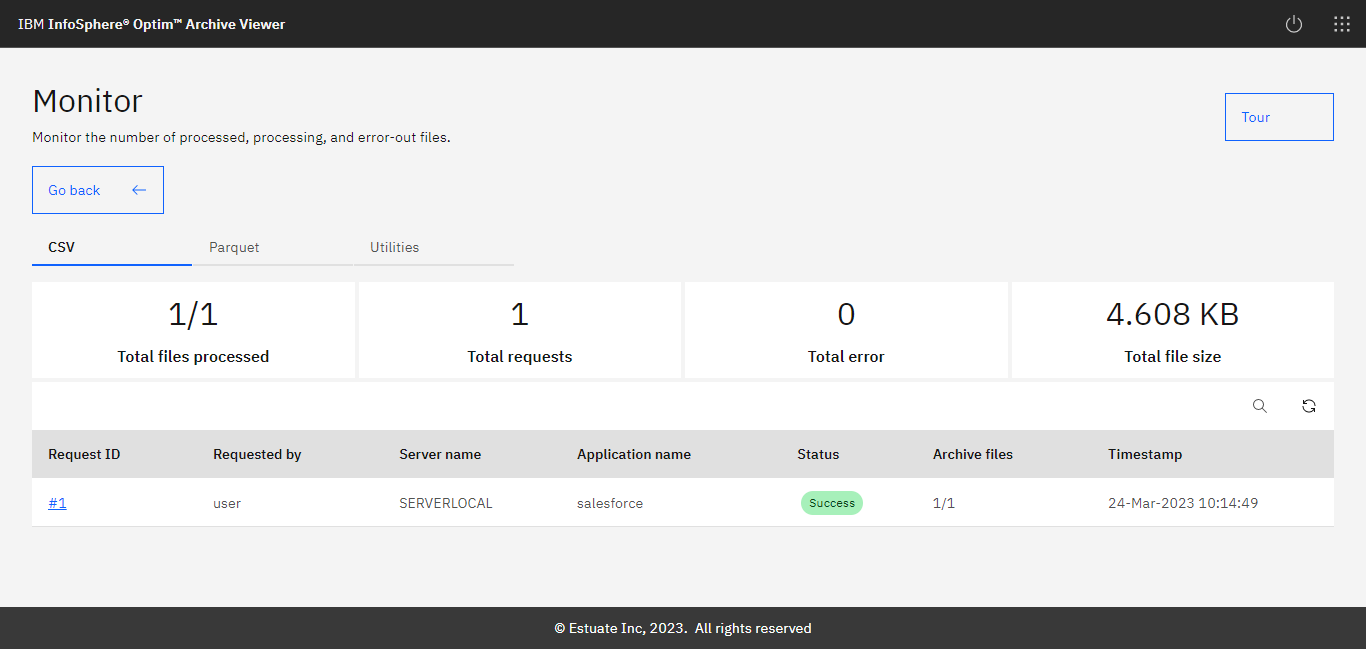 IBM InfoSphere® Optim™ Archive Viewer
Monitor
Tour
Monitor the number of processed, processing, and error-out files.
Go back
CSV Parquet Utilities
1/1 1 0 4.608 KB
Total files processed Total requests Total error Total file size
Request ID Requested by Server name Application name Status Archive files Timestamp
#1 user SERVERLOCAL salesforce Success 1/1 24-Mar-2023 10:14:49
© Estuate Inc, 2023. All rights reserved